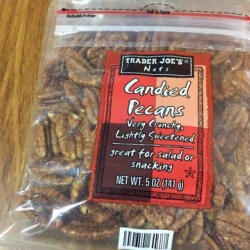 TRADER JOE'S®
Nuts
Candied
Pecans
Very Crunchy,
Lightly Sweetened
great for salad or
snacking
NET WT. 5 OZ (141 g)